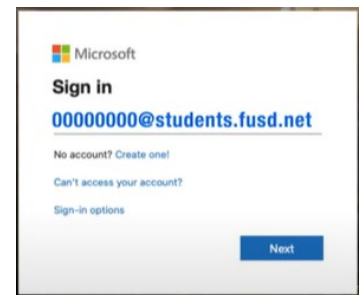 Microsoft
Sign in
00000000@students.fusd.net
No account? Create one!
Can't access your account?
Sign-in options
Next